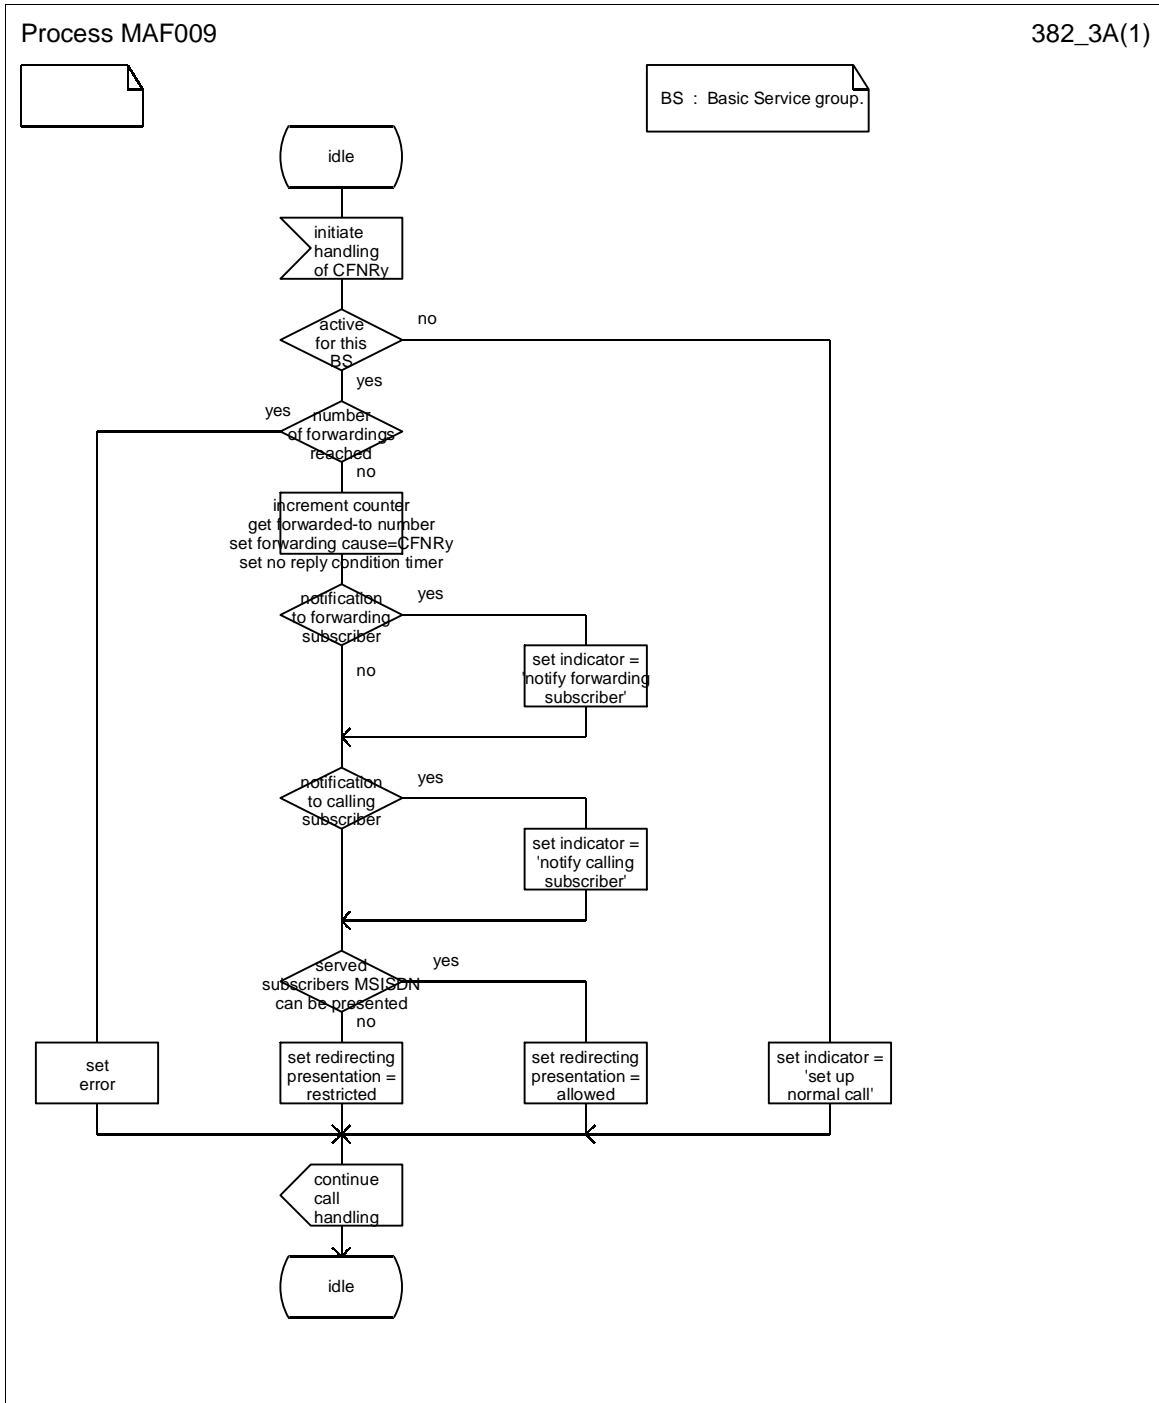 Process MAF009
382_3A(1)
BS : Basic Service group.
idle
initiate
handling
of CFNRy
active
for this
BS
no
yes
number
of forwardings
reached
yes
no
increment counter
get forwarded-to number
set forwarding cause=CFNRy
set no reply condition timer
notification
to forwarding
subscriber
yes
no
set indicator =
'notify forwarding
subscriber'
notification
to calling
subscriber
yes
set indicator =
'notify calling
subscriber'
served
subscribers MSISDN
can be presented
yes
no
set
error
set redirecting
presentation =
restricted
set redirecting
presentation =
allowed
set indicator =
'set up
normal call'
continue
call
handling
idle